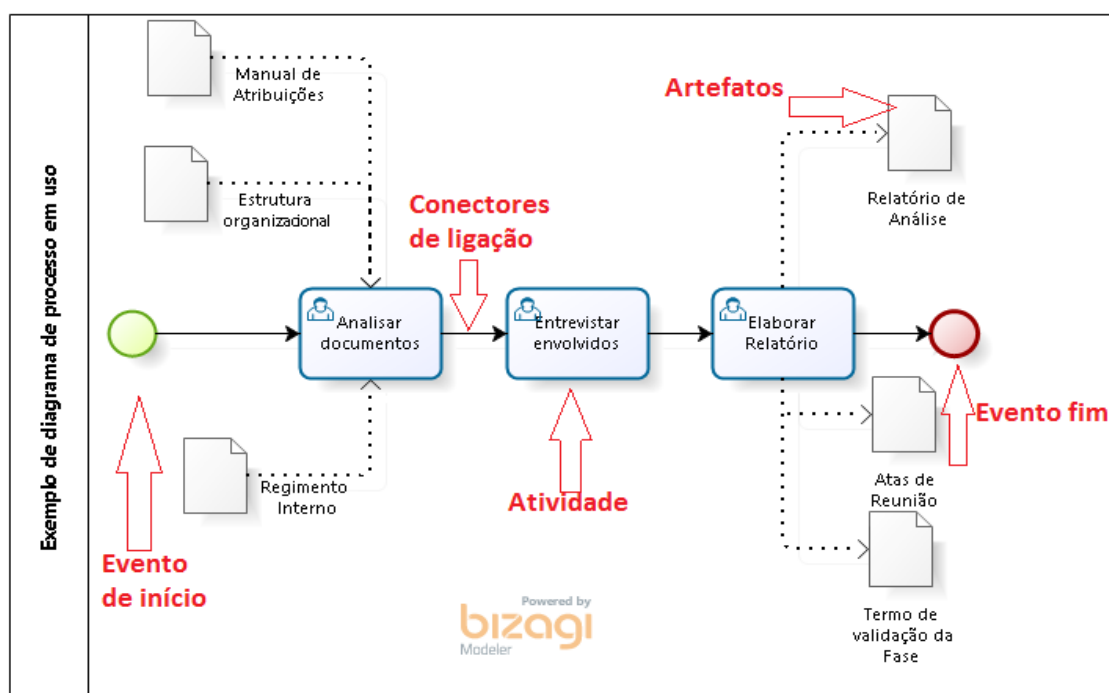 Exemplo de diagrama de processo em uso
Manual de
Atribuições
Estrutura
organizacional
Regimento
Interno
Evento
de início
Analisar
documentos
Conectores
de ligação
Entrevistar
envolvidos
Atividade
Elaborar
Relatório
Artefatos
Relatório de
Análise
Evento fim
Atas de
Reunião
Termo de
validação da
Fase
Powered by
bizagi
Modeler